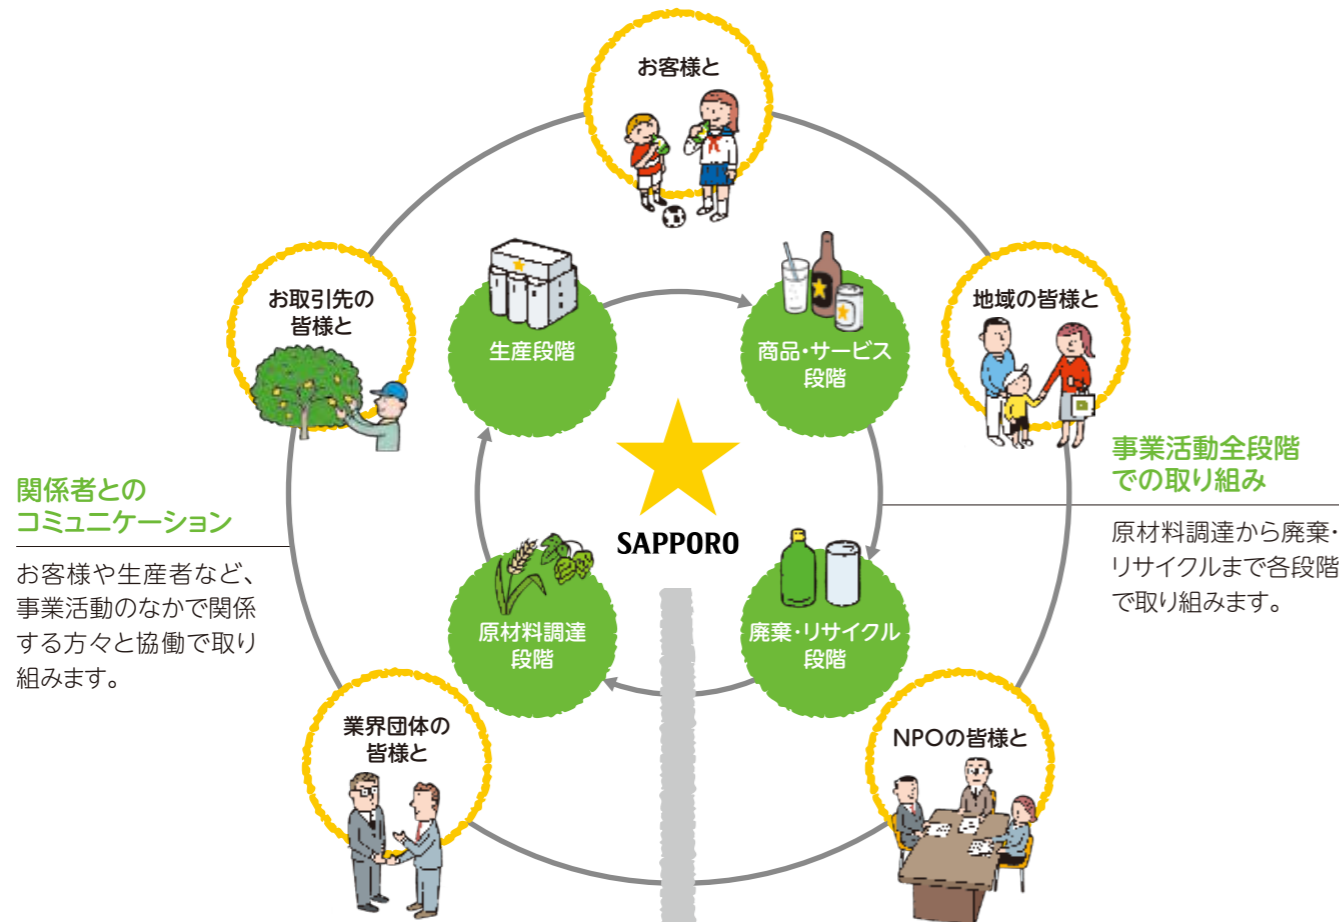 お客様と
お取引先の
皆様と
地域の皆様と
生産段階
商品・サービス
段階
関係者との
コミュニケーション
お客様や生産者など、
事業活動のなかで関係
する方々と協働で取り
組みます。
SAPPORO
事業活動全段階
での取り組み
原材料調達から廃棄・
リサイクルまで各段階
で取り組みます。
原材料調達
段階
廃棄・リサイクル
段階
業界団体の
皆様と
NPOの皆様と